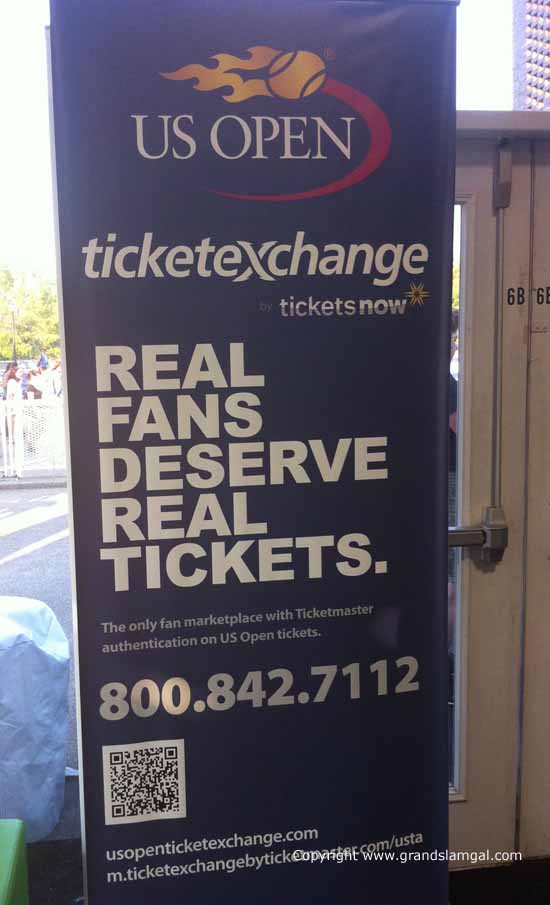 US OPEN®
ticketexchange
by ticketsnow
REAL
FANS
DESERVE
REAL
TICKETS.
The only fan marketplace with Ticketmaster
authentication on US Open tickets.
800.842.7112
usopenticketexchange.com
m.ticketexchangebyticketmaster.com/usta
Copyright www.grandslamgal.com
6B 6B